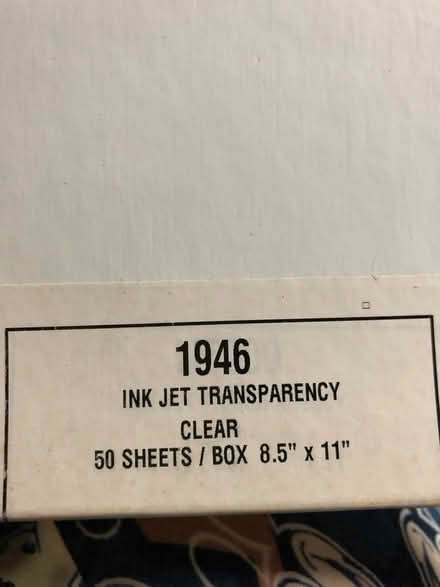 1946
INK JET TRANSPARENCY
CLEAR
50 SHEETS / BOX 8.5" x 11"